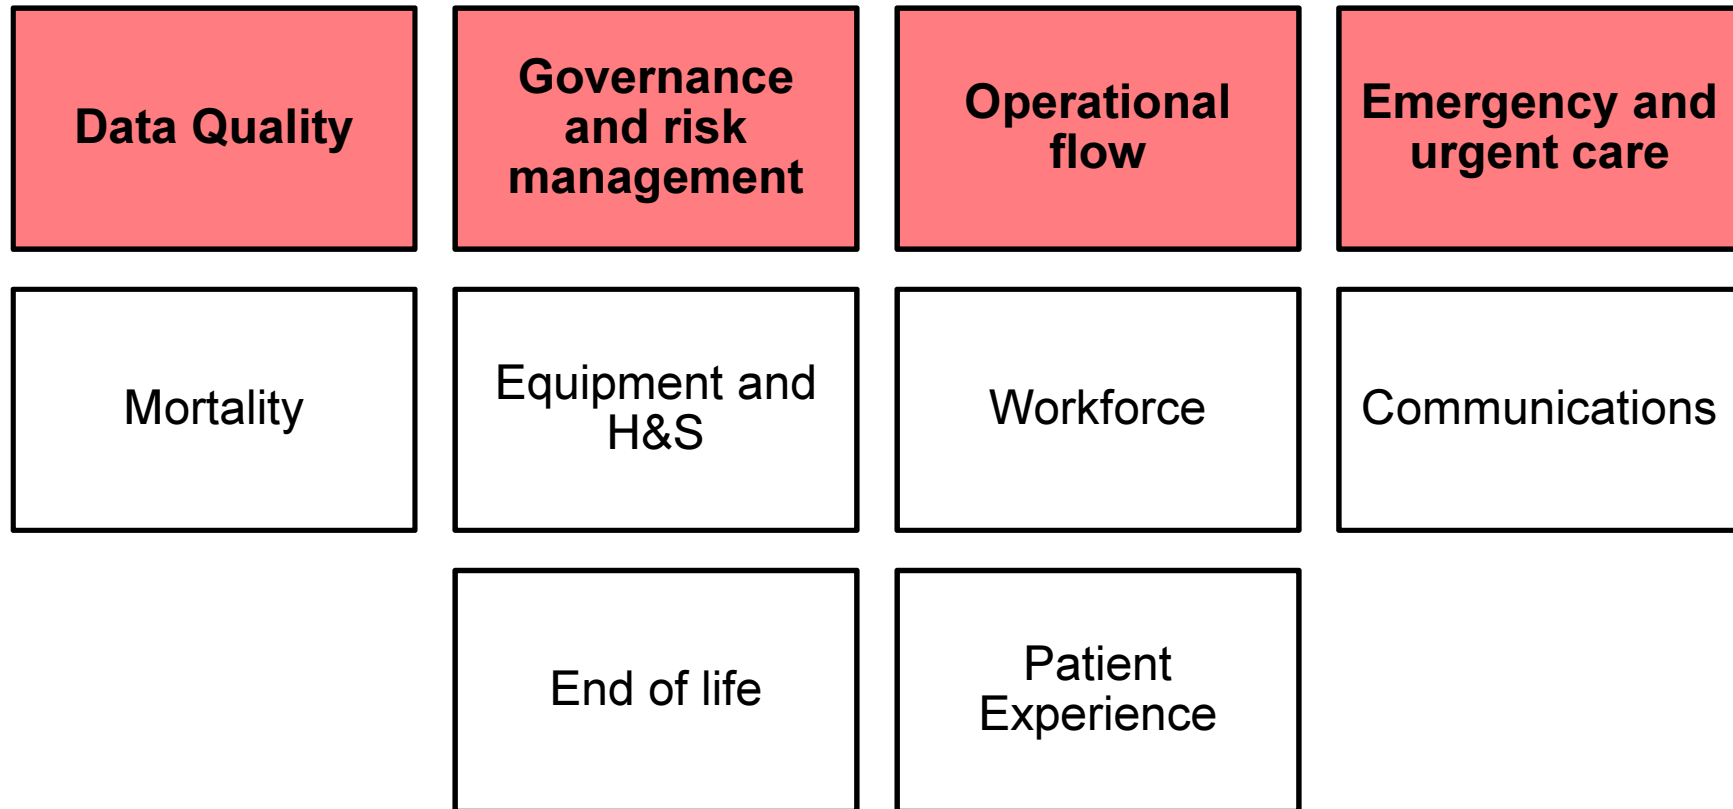 Data Quality
Governance
and risk
management
Operational
flow
Emergency and
urgent care
Mortality
Equipment and
H&S
Workforce
Communications
End of life
Patient
Experience